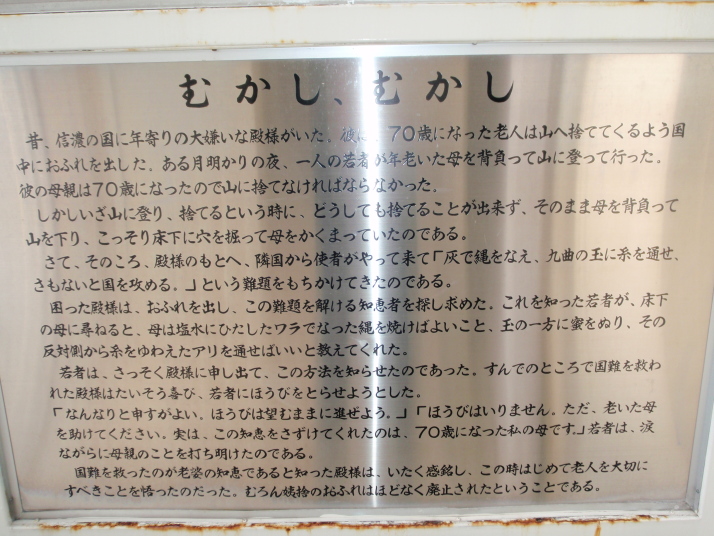 むかし、むかし
昔、信濃の国に年寄りの大嫌いな殿様がいた。彼は、70歳になった老人は山へ捨ててくるよう国
中におふれを出した。ある月明かりの夜、一人の若者が年老いた母を背負って山に登って行った。
彼の母親は70歳になったので山に捨てなければならなかった。
しかしいざ山に登り、捨てるという時に、どうしても捨てることが出来ず、そのまま母を背負って
山を下り、こっそり床下に穴を掘って母をかくまっていたのである。
さて、そのころ、殿様のもとへ、隣国から使者がやって来て「灰で縄をなえ、九曲の玉に糸を通せ、
さもないと国を攻める。」という難題をもちかけてきたのである。
困った殿様は、おふれを出し、この難題を解ける知恵者を探し求めた。これを知った若者が、床下
の母に尋ねると、母は塩水にひたしたワラでなった縄を焼けばよいこと、玉の一方に蜜をぬり、その
反対側から糸をゆわえたアリを通せばいいと教えてくれた。
若者は、さっそく殿様に申し出て、この方法を知らせたのであった。すんでのところで国難を救わ
れた殿様はたいそう喜び、若者にほうびをとらせようとした。
「なんなりと申すがよい。ほうびは望むままに進ぜよう。」「ほうびはいりません。ただ、老いた母
を助けてください。実は、この知恵をさずけてくれたのは、70歳になった私の母です。」若者は、涙
ながらに母親のことを打ち明けたのである。
国難を救ったのが老婆の知恵であると知った殿様は、いたく感銘し、この時はじめて老人を大切に
すべきことを悟ったのだった。むろん姥捨のおふれはほどなく廃止されたということである。